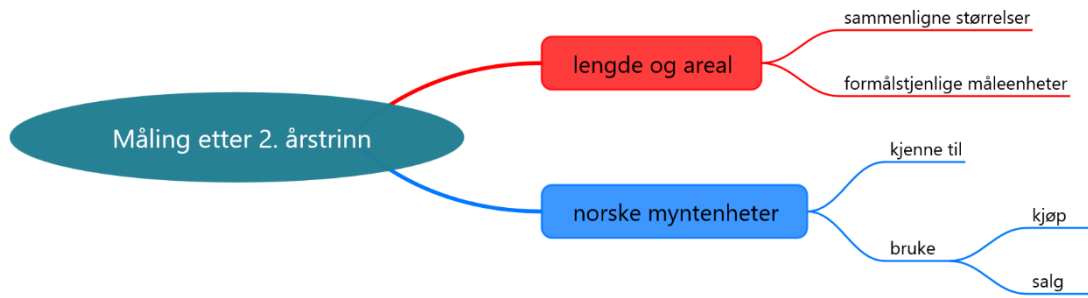 Måling etter 2. årstrinn
lengde og areal
sammenligne størrelser
formålstjenlige måleenheter
norske myntenheter
kjenne til
bruke
kjøp
salg